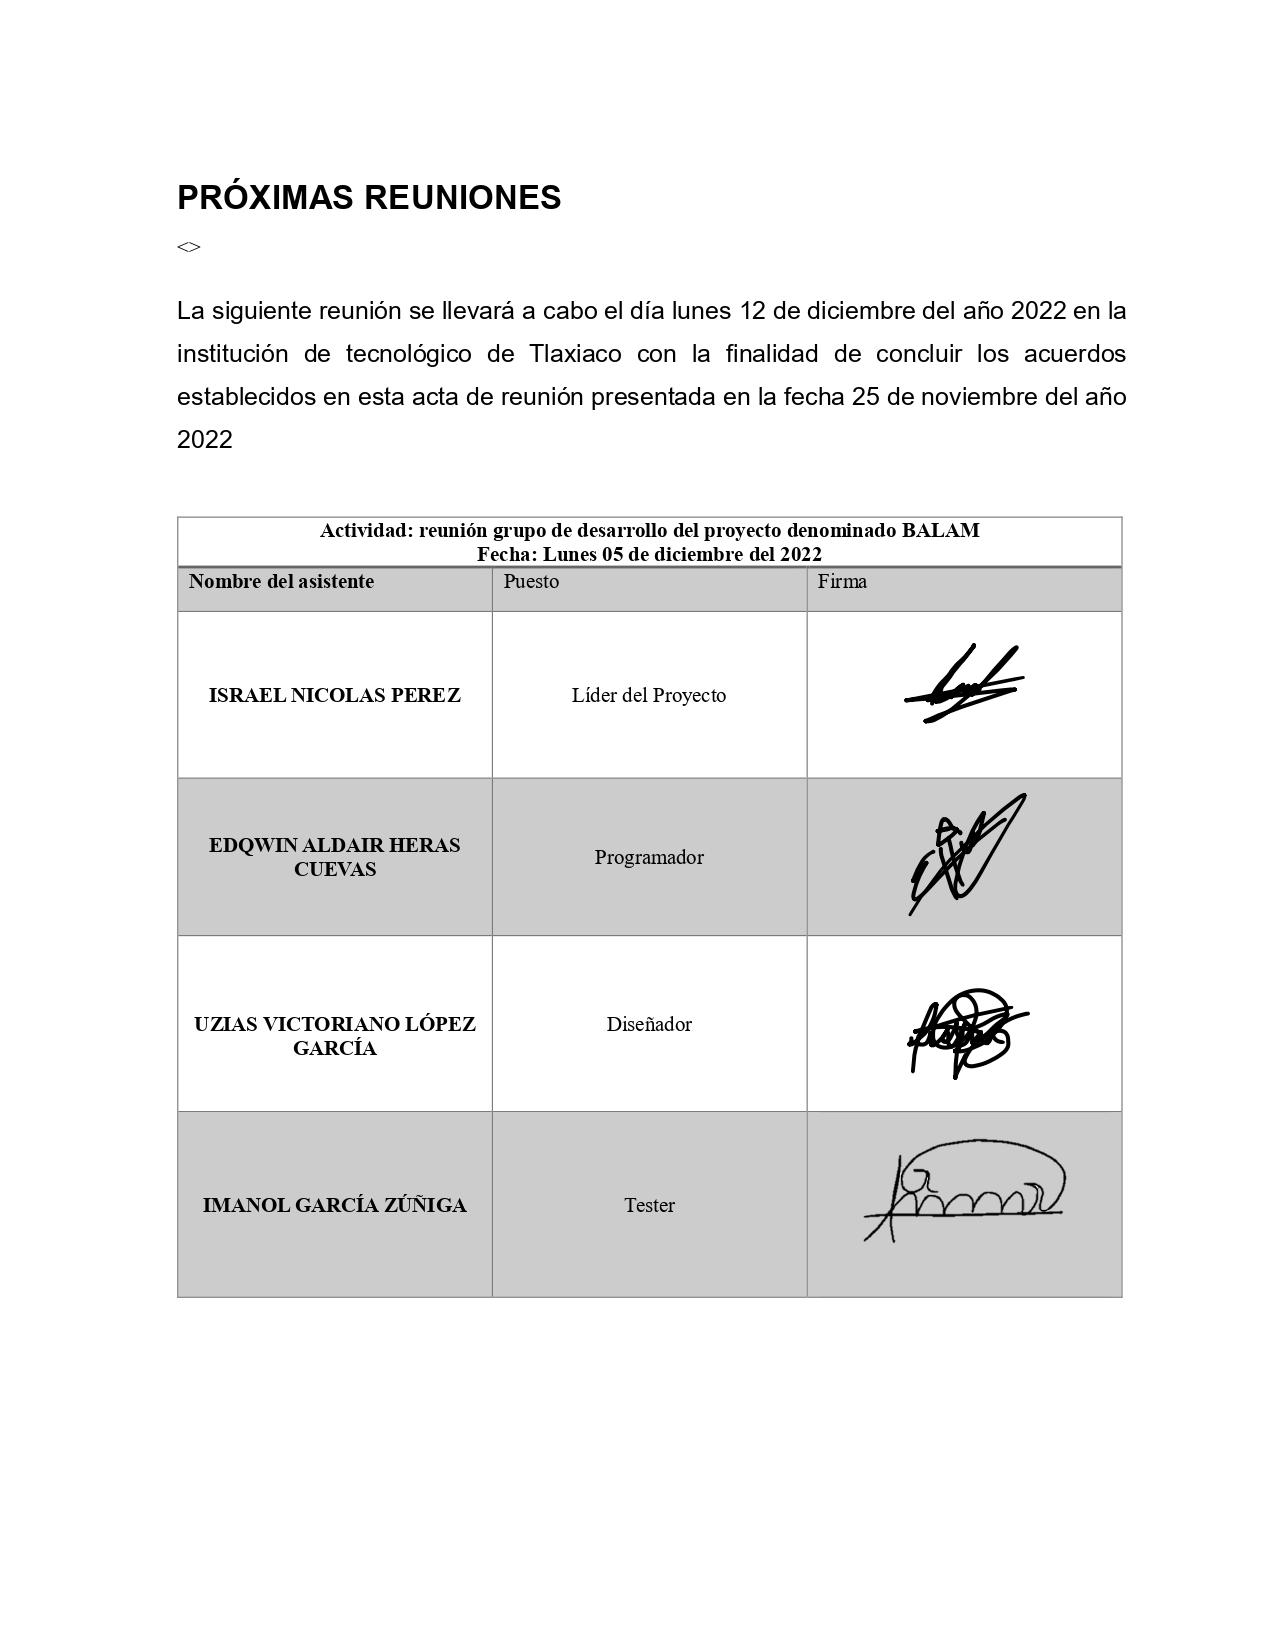 PRÓXIMAS REUNIONES
<>
La siguiente reunión se llevará a cabo el día lunes 12 de diciembre del año 2022 en la
institución de tecnológico de Tlaxiaco con la finalidad de concluir los acuerdos
establecidos en esta acta de reunión presentada en la fecha 25 de noviembre del año
2022
Actividad: reunión grupo de desarrollo del proyecto denominado BALAM
Fecha: Lunes 05 de diciembre del 2022
Nombre del asistente Puesto Firma
ISRAEL NICOLAS PEREZ Líder del Proyecto
EDQWIN ALDAIR HERAS
CUEVAS
Programador
UZIAS VICTORIANO LÓPEZ
GARCÍA
Diseñador
IMANOL GARCÍA ZÚÑIGA Tester